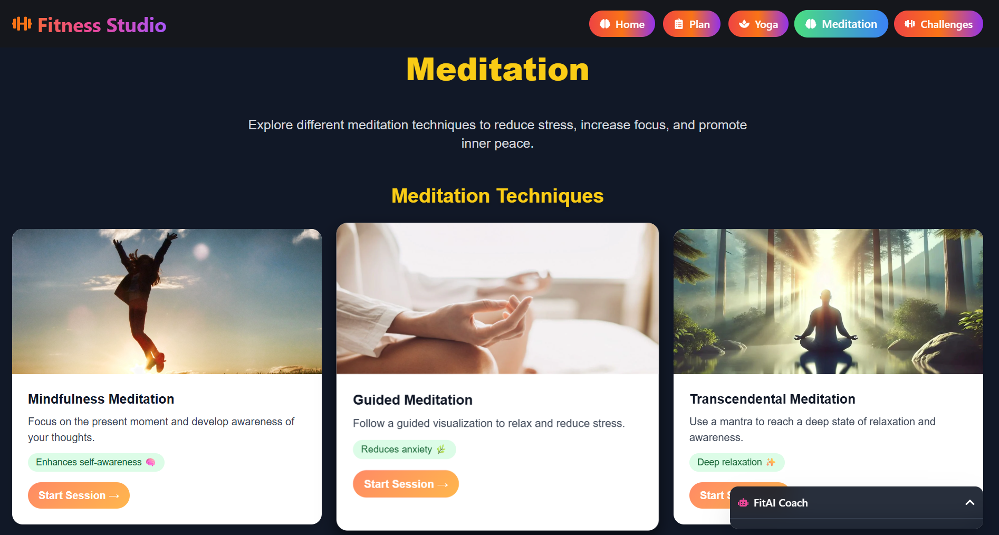 Fitness Studio
Home
Plan
Yoga
Meditation
Challenges
Meditation
Explore different meditation techniques to reduce stress, increase focus, and promote
inner peace.
Meditation Techniques
Mindfulness Meditation
Focus on the present moment and develop awareness of
your thoughts.
Enhances self-awareness 🧠
Start Session →
Guided Meditation
Follow a guided visualization to relax and reduce stress.
Reduces anxiety 🌿
Start Session →
Transcendental Meditation
Use a mantra to reach a deep state of relaxation and
awareness.
Deep relaxation ✨
Start S
FitAI Coach